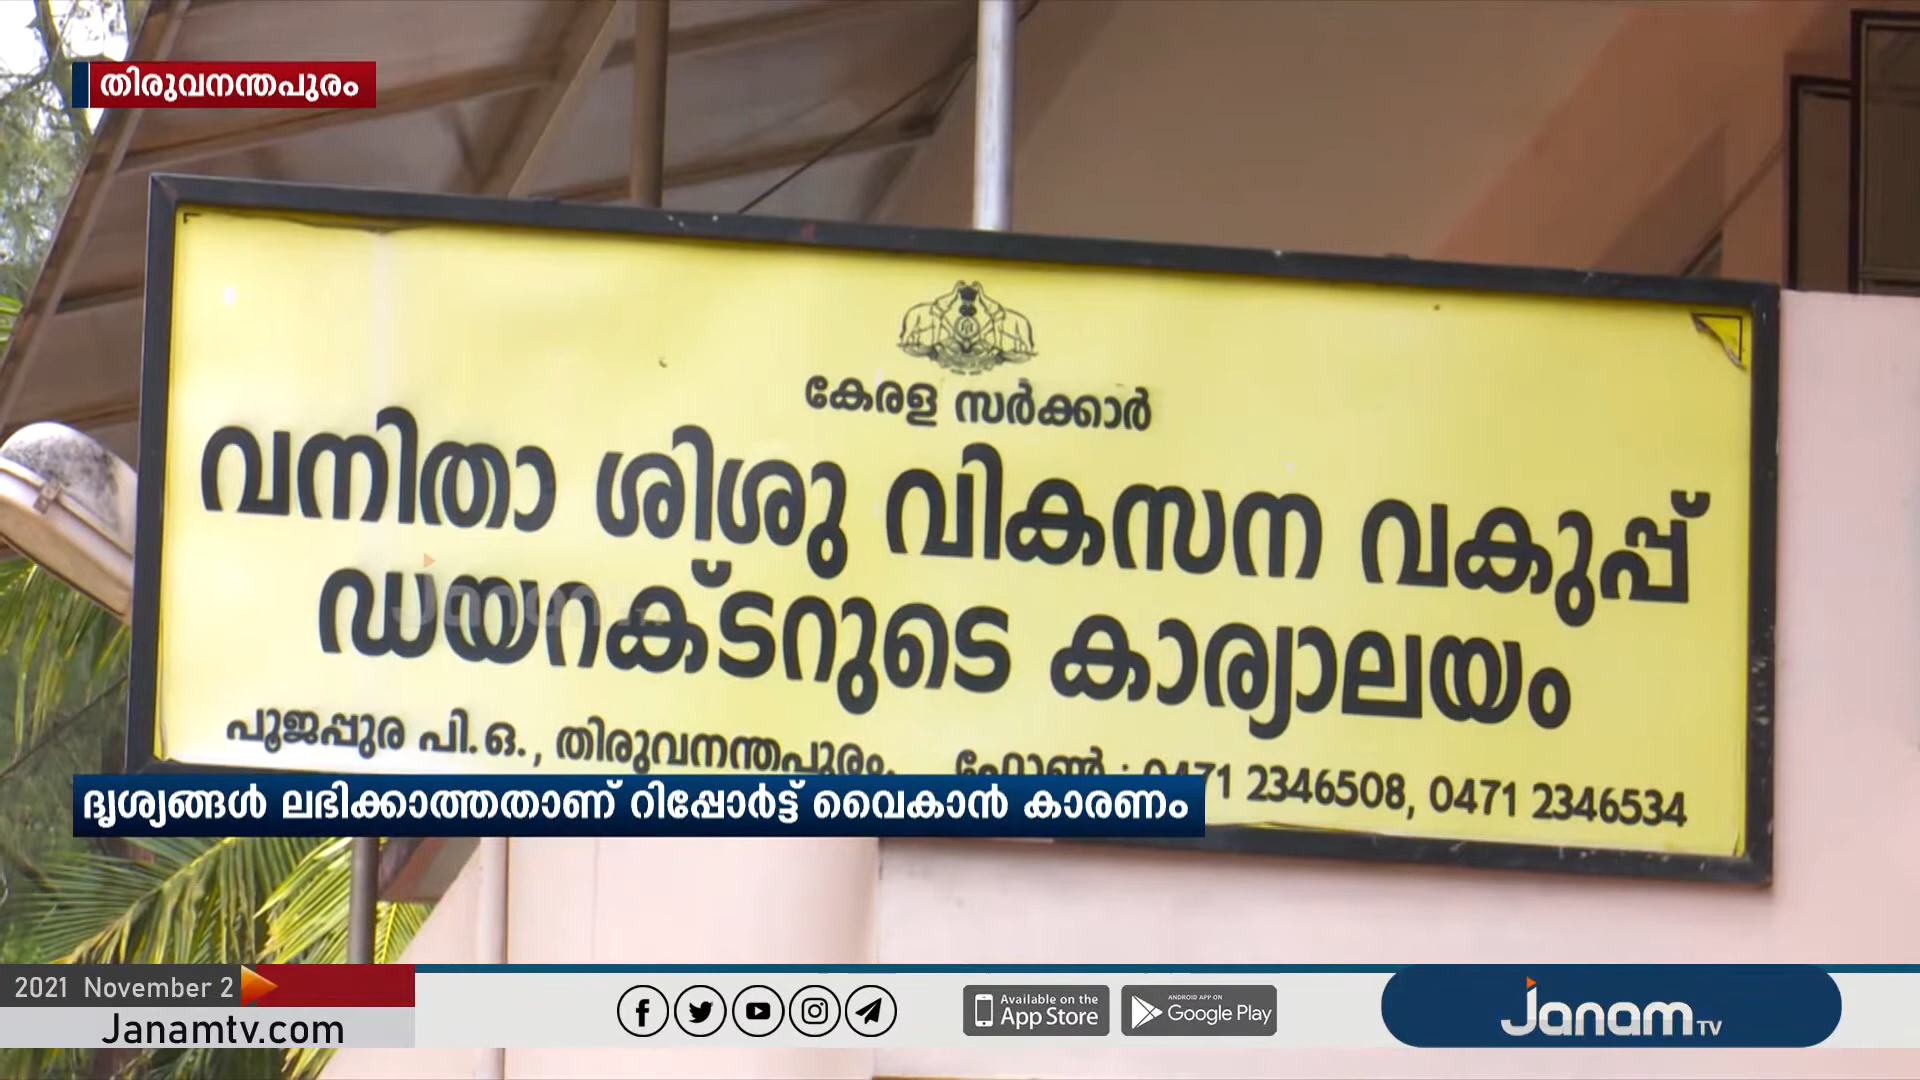 തിരുവനന്തപുരം
കേരള സർക്കാർ
വനിതാ ശിശു വികസന വകുപ്പ്
ഡയറക്ടറുടെ കാര്യാലയം
പൂജപ്പുര പി.ഒ., തിരുവനന്തപുരം. ഫോൺ : 0471 2346508, 0471 2346534
ദൃശ്യങ്ങൾ ലഭിക്കാത്തതാണ് റിപ്പോർട്ട് വൈകാൻ കാരണം
2021 November 2
Janamtv.com
Available on the
App Store
ANDROID APP ON
Google Play
Janam TV